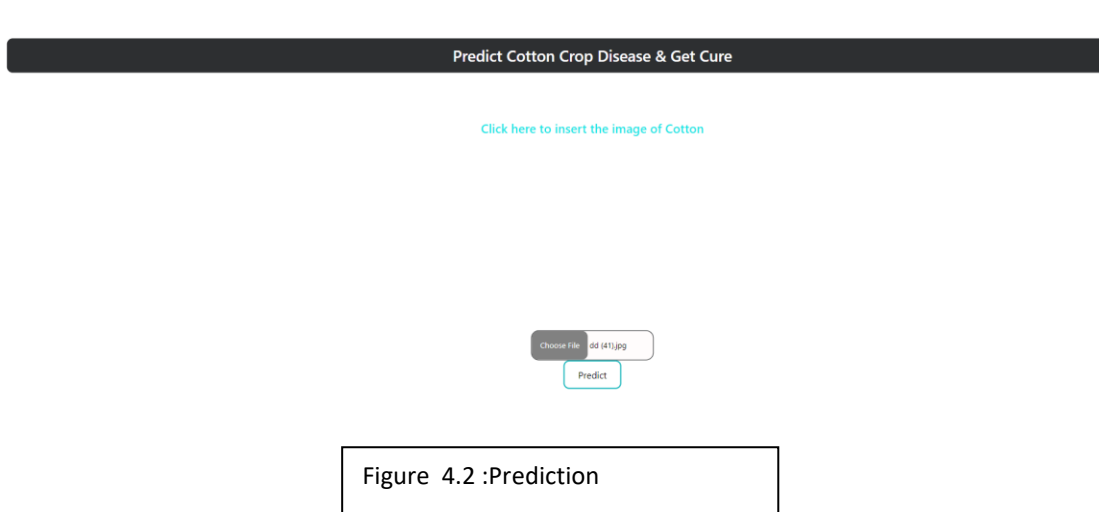 Predict Cotton Crop Disease & Get Cure
Click here to insert the image of Cotton
Choose File dd (41).jpg
Predict
Figure 4.2 :Prediction